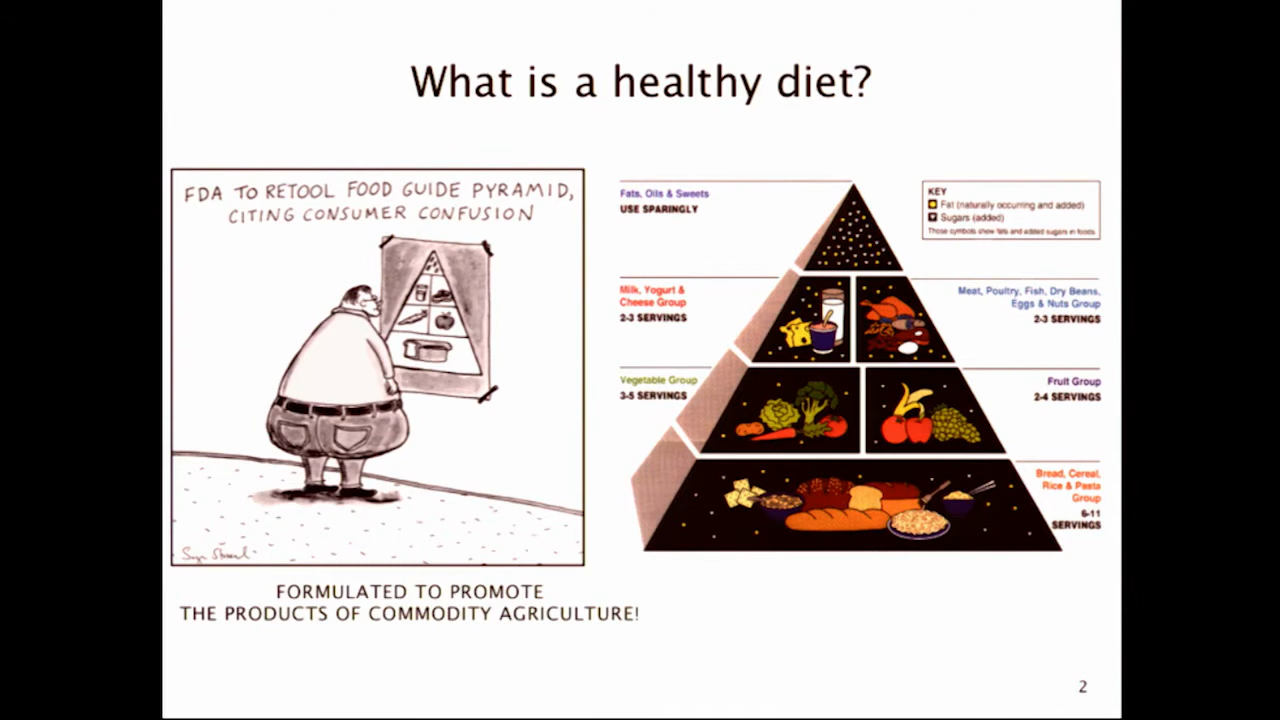 What is a healthy diet?
FDA TO RETOOL FOOD GUIDE PYRAMID,
CITING CONSUMER CONFUSION
FORMULATED TO PROMOTE
THE PRODUCTS OF COMMODITY AGRICULTURE!
Fats, Oils & Sweets
USE SPARINGLY
KEY
Fat (naturally occurring and added)
Sugars (added)
These symbols show fats and added sugars in foods.
Milk, Yogurt &
Cheese Group
2-3 SERVINGS
Meat, Poultry, Fish, Dry Beans,
Eggs & Nuts Group
2-3 SERVINGS
Vegetable Group
3-5 SERVINGS
Fruit Group
2-4 SERVINGS
Bread, Cereal,
Rice & Pasta
Group
6-11
SERVINGS
2